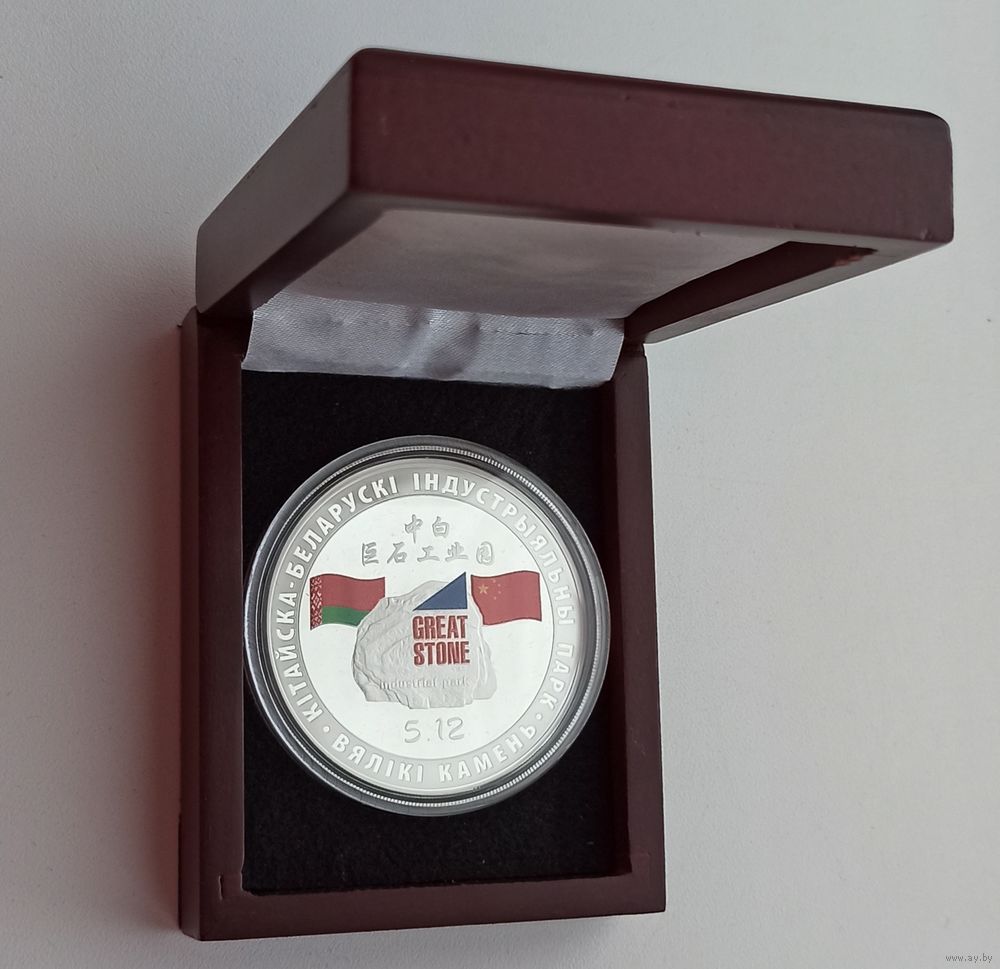 КІТАЙСКА-БЕЛАРУСКІ ІНДУСТРЫЯЛЬНЫ ПАРК
中白
巨石工业园
GREAT
STONE
industrial park
5.12
· ВЯЛІКІ КАМЕНЬ ·
www.ay.by